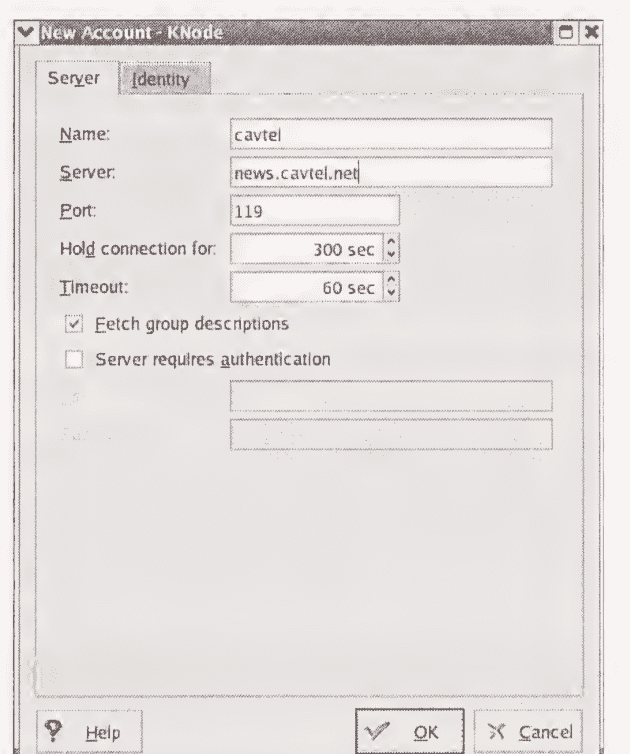 New Account - KNode
Server Identity
Name: cavtel
Server: news.cavtel.net
Port: 119
Hold connection for: 300 sec
Timeout: 60 sec
Fetch group descriptions
Server requires authentication
Help OK Cancel